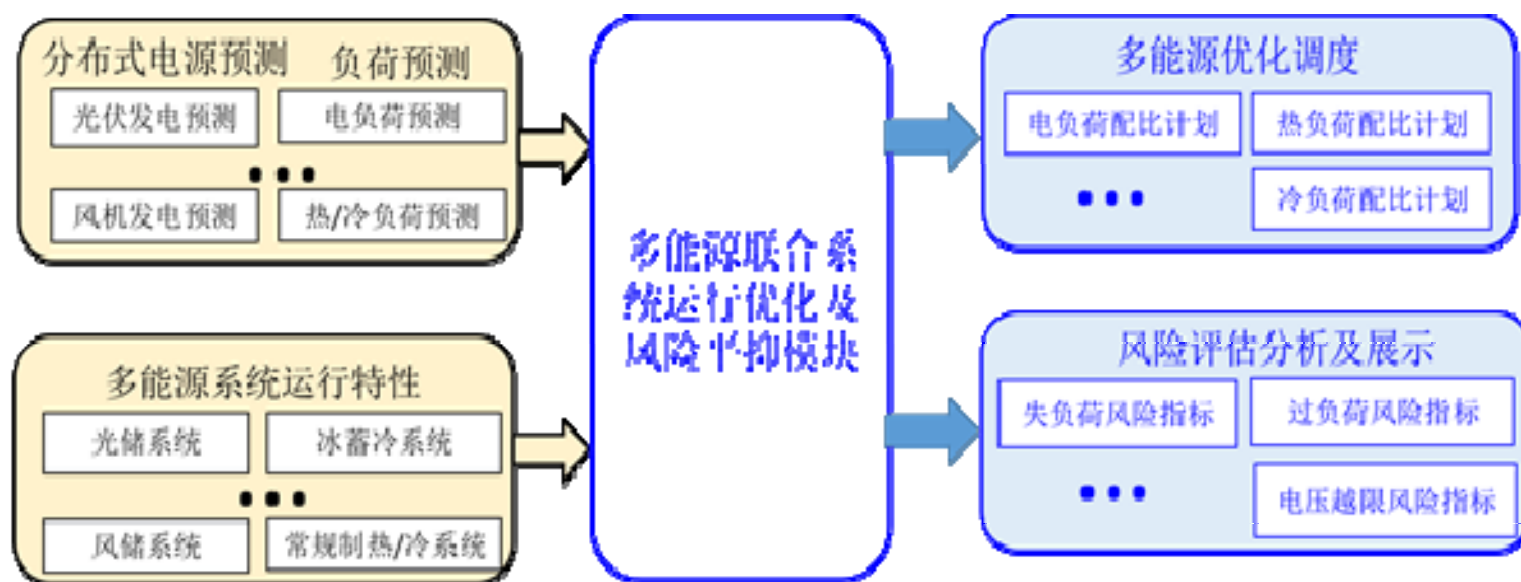 分布式电源预测 负荷预测
光伏发电预测 电负荷预测
风机发电预测 热/冷负荷预测
多能源系统运行特性
光储系统 冰蓄冷系统
风储系统 常规制热/冷系统
多能源联合系
统运行优化及
风险平抑模块
多能源优化调度
电负荷配比计划 热负荷配比计划
冷负荷配比计划
风险评估分析及展示
失负荷风险指标 过负荷风险指标
电压越限风险指标